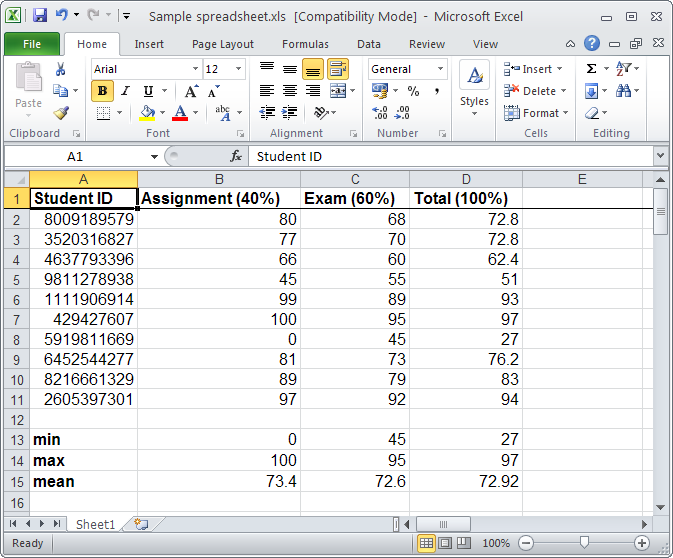 Sample spreadsheet.xls [Compatibility Mode] - Microsoft Excel
File Home Insert Page Layout Formulas Data Review View
Paste Arial 12 General Styles Insert Delete Format
B I U A A abc A % ,
Clipboard Font Alignment Number Cells Editing
A1 fx Student ID
A B C D E
1 Student ID Assignment (40%) Exam (60%) Total (100%)
2 8009189579 80 68 72.8
3 3520316827 77 70 72.8
4 4637793396 66 60 62.4
5 9811278938 45 55 51
6 1111906914 99 89 93
7 429427607 100 95 97
8 5919811669 0 45 27
9 6452544277 81 73 76.2
10 8216661329 89 79 83
11 2605397301 97 92 94
12
13 min 0 45 27
14 max 100 95 97
15 mean 73.4 72.6 72.92
16
Sheet1
Ready 100%